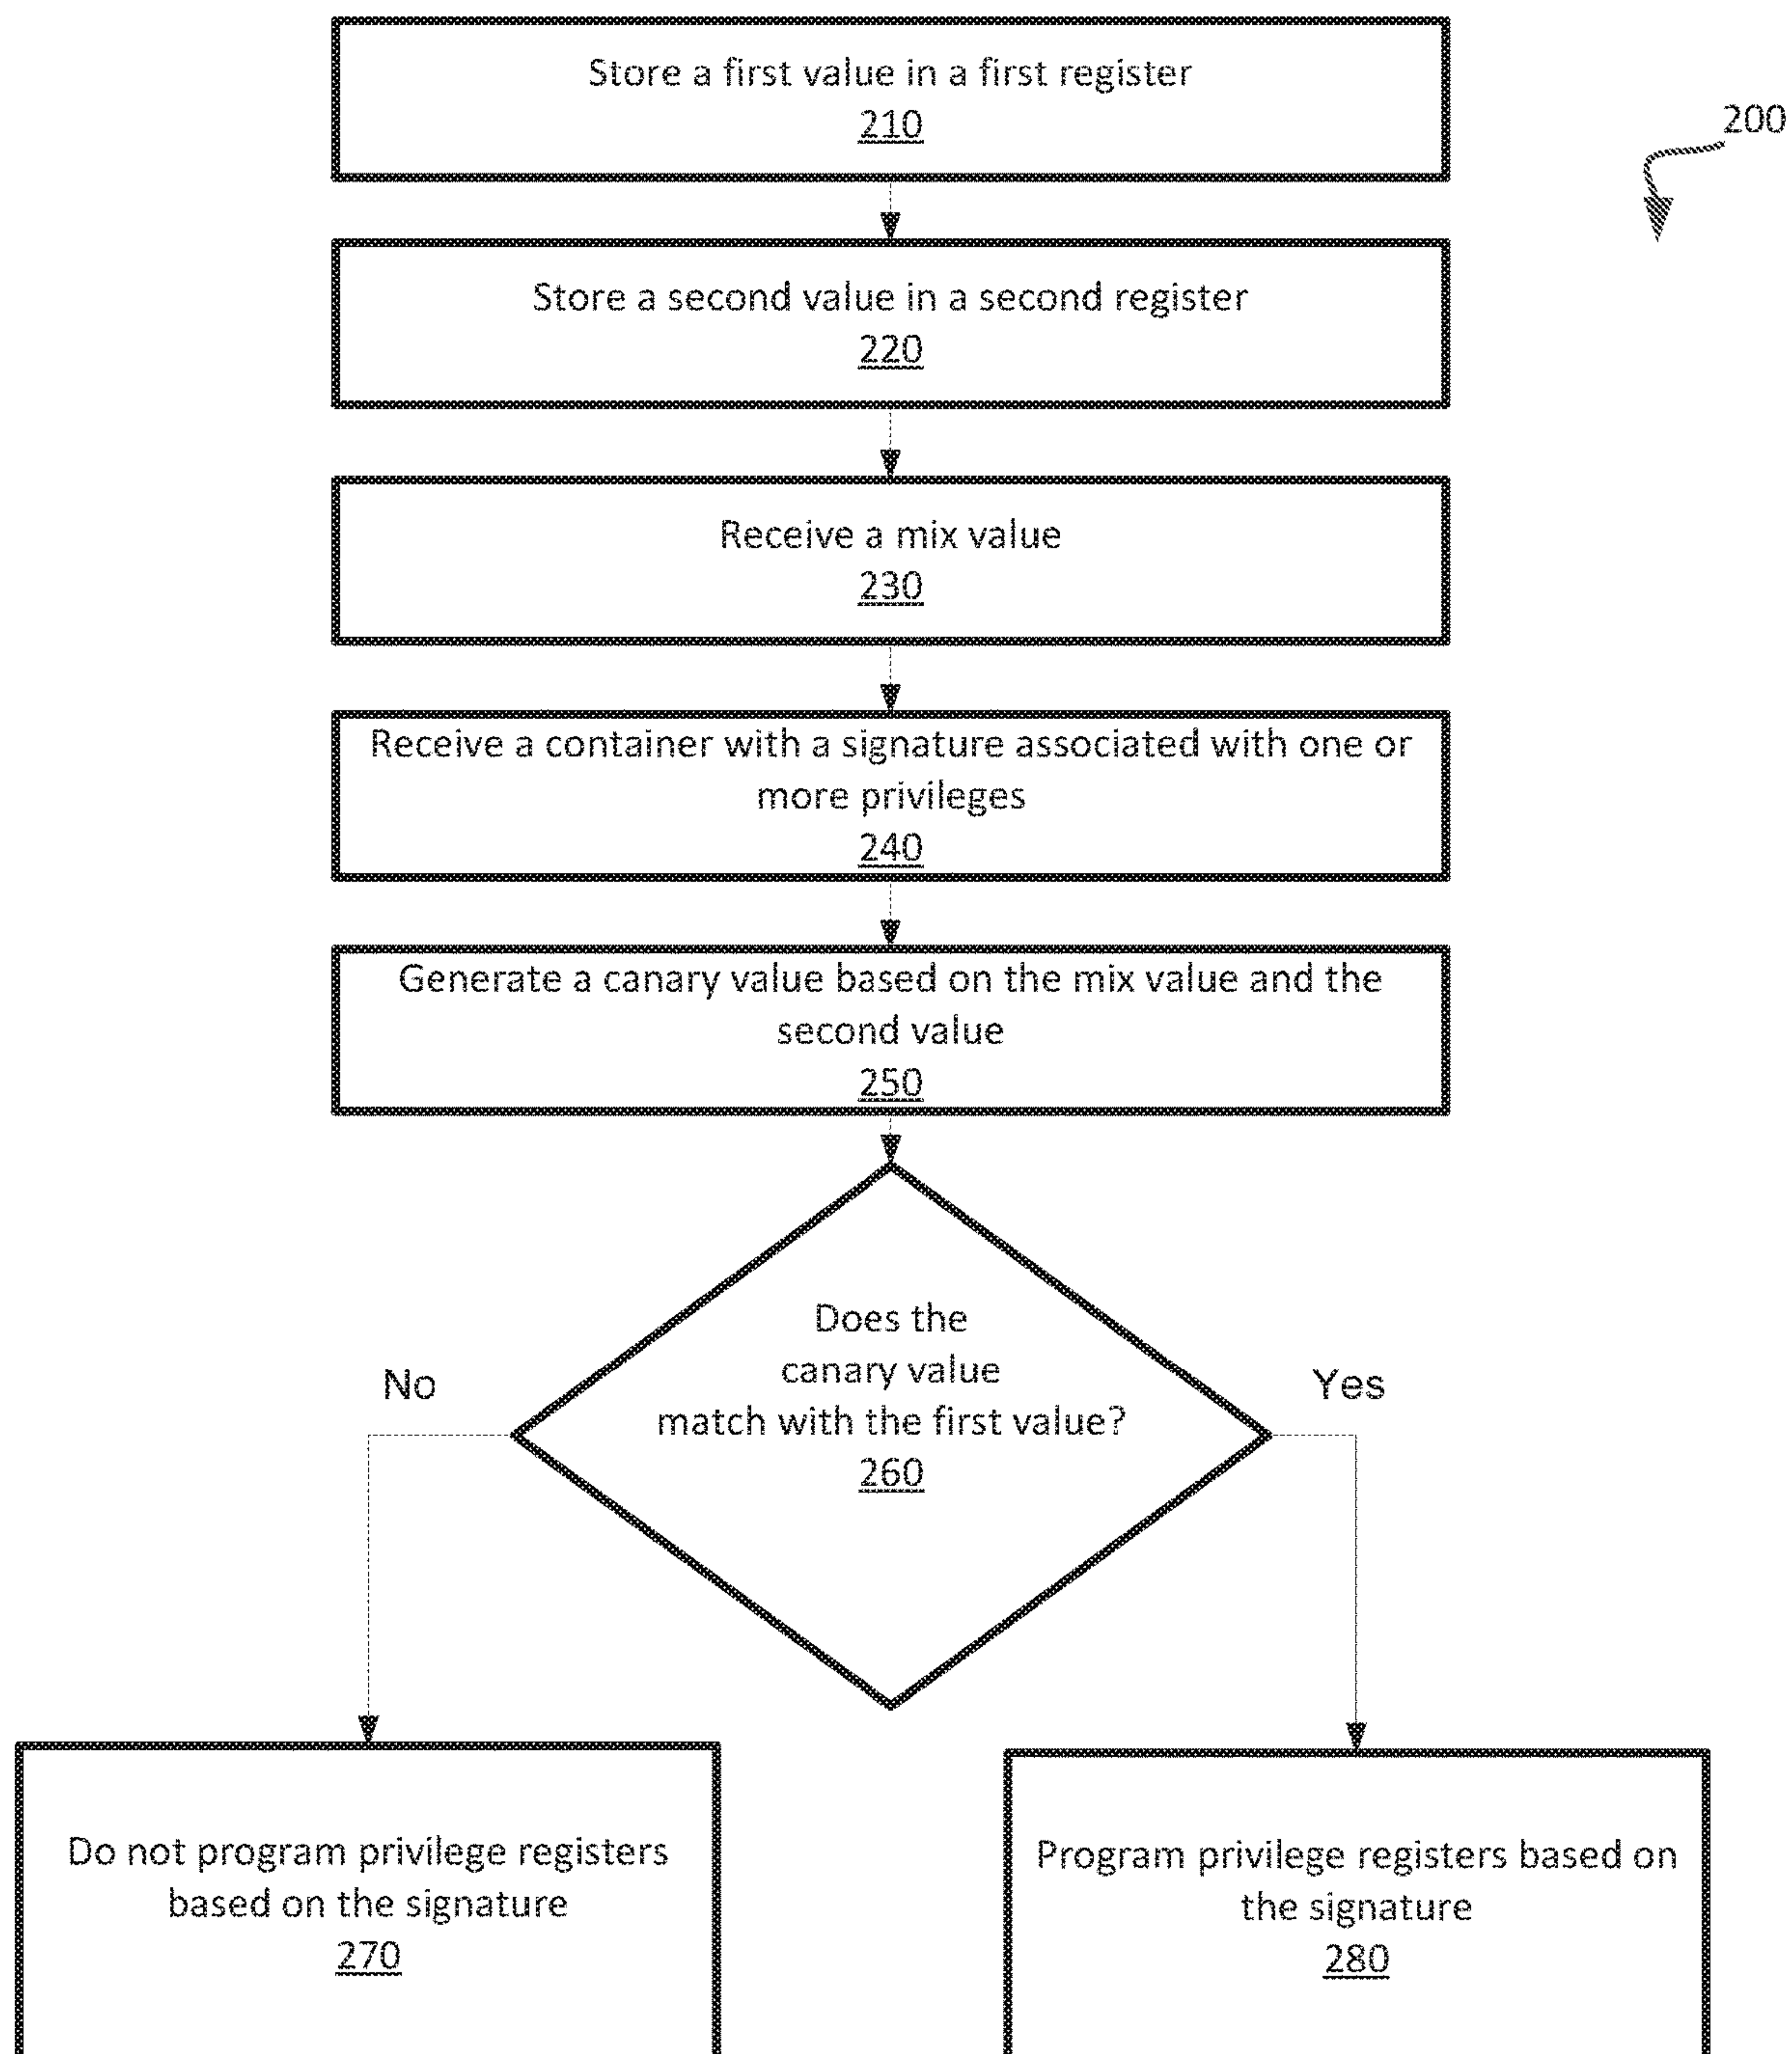 Store a first value in a first register
210
200
Store a second value in a second register
220
Receive a mix value
230
Receive a container with a signature associated with one or
more privileges
240
Generate a canary value based on the mix value and the
second value
250
Does the
canary value
match with the first value?
260
No
Yes
Do not program privilege registers
based on the signature
270
Program privilege registers based on
the signature
280